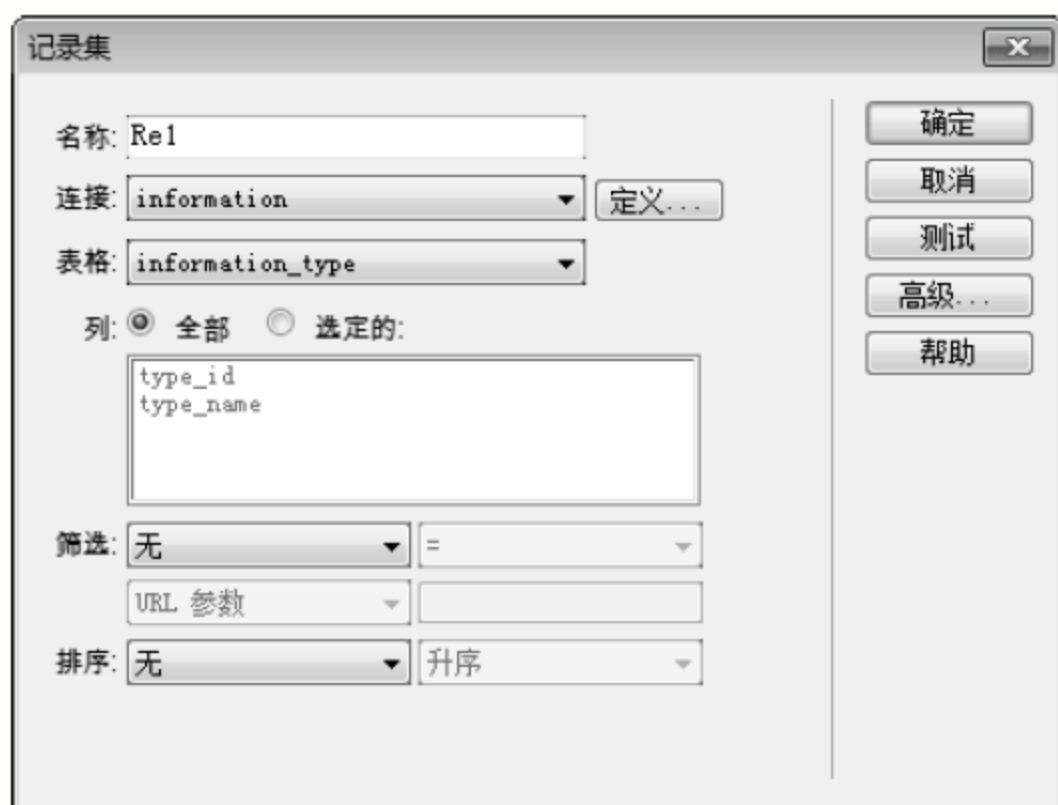 记录集
名称: Re1
连接: information 定义...
表格: information_type
列: 全部 选定的:
type_id
type_name
筛选: 无 =
URL 参数
排序: 无 升序
确定
取消
测试
高级...
帮助